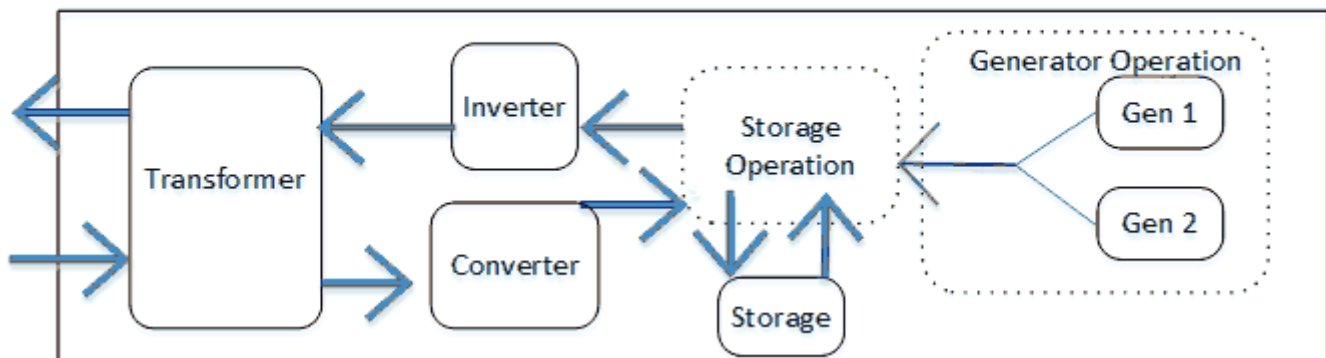 Generator Operation
Gen 1
Inverter
Storage
Operation
Transformer
Gen 2
Converter
Storage